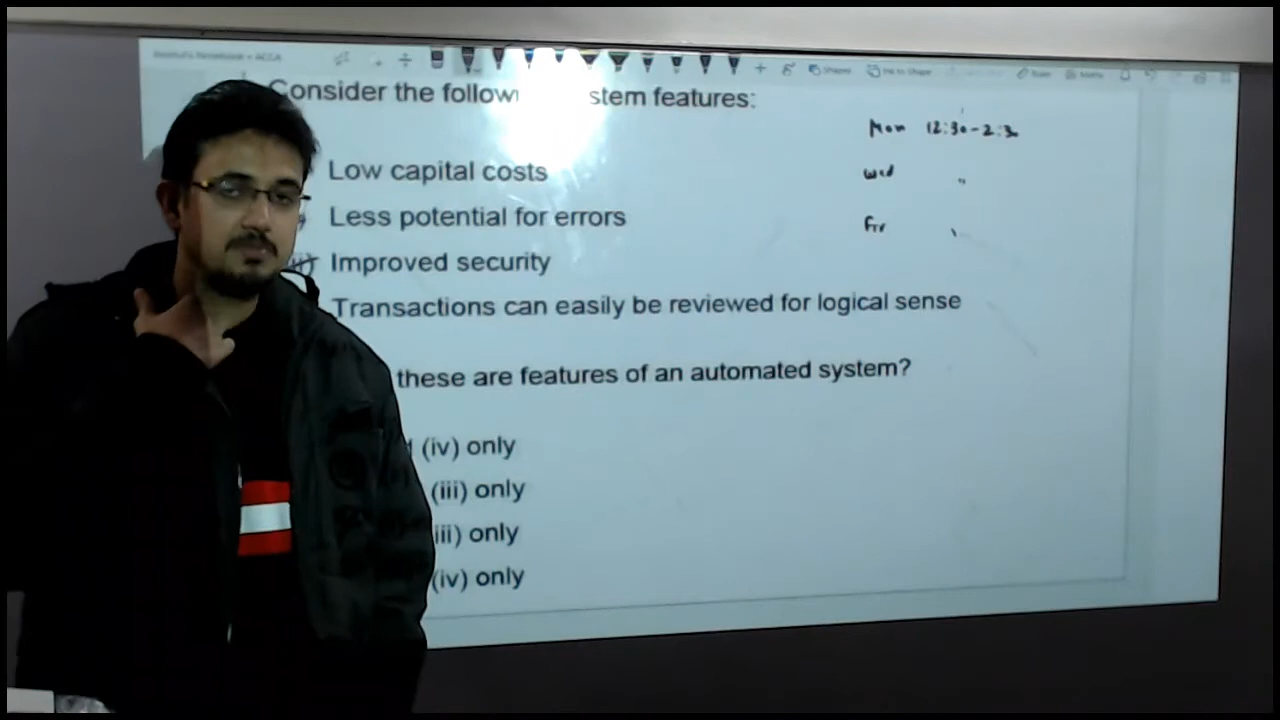 Consider the follow stem features:
Mon 12:30-2:30
Low capital costs
Wed "
Less potential for errors
Fri "
Improved security
Transactions can easily be reviewed for logical sense
these are features of an automated system?
(iv) only
(iii) only
iii) only
(iv) only